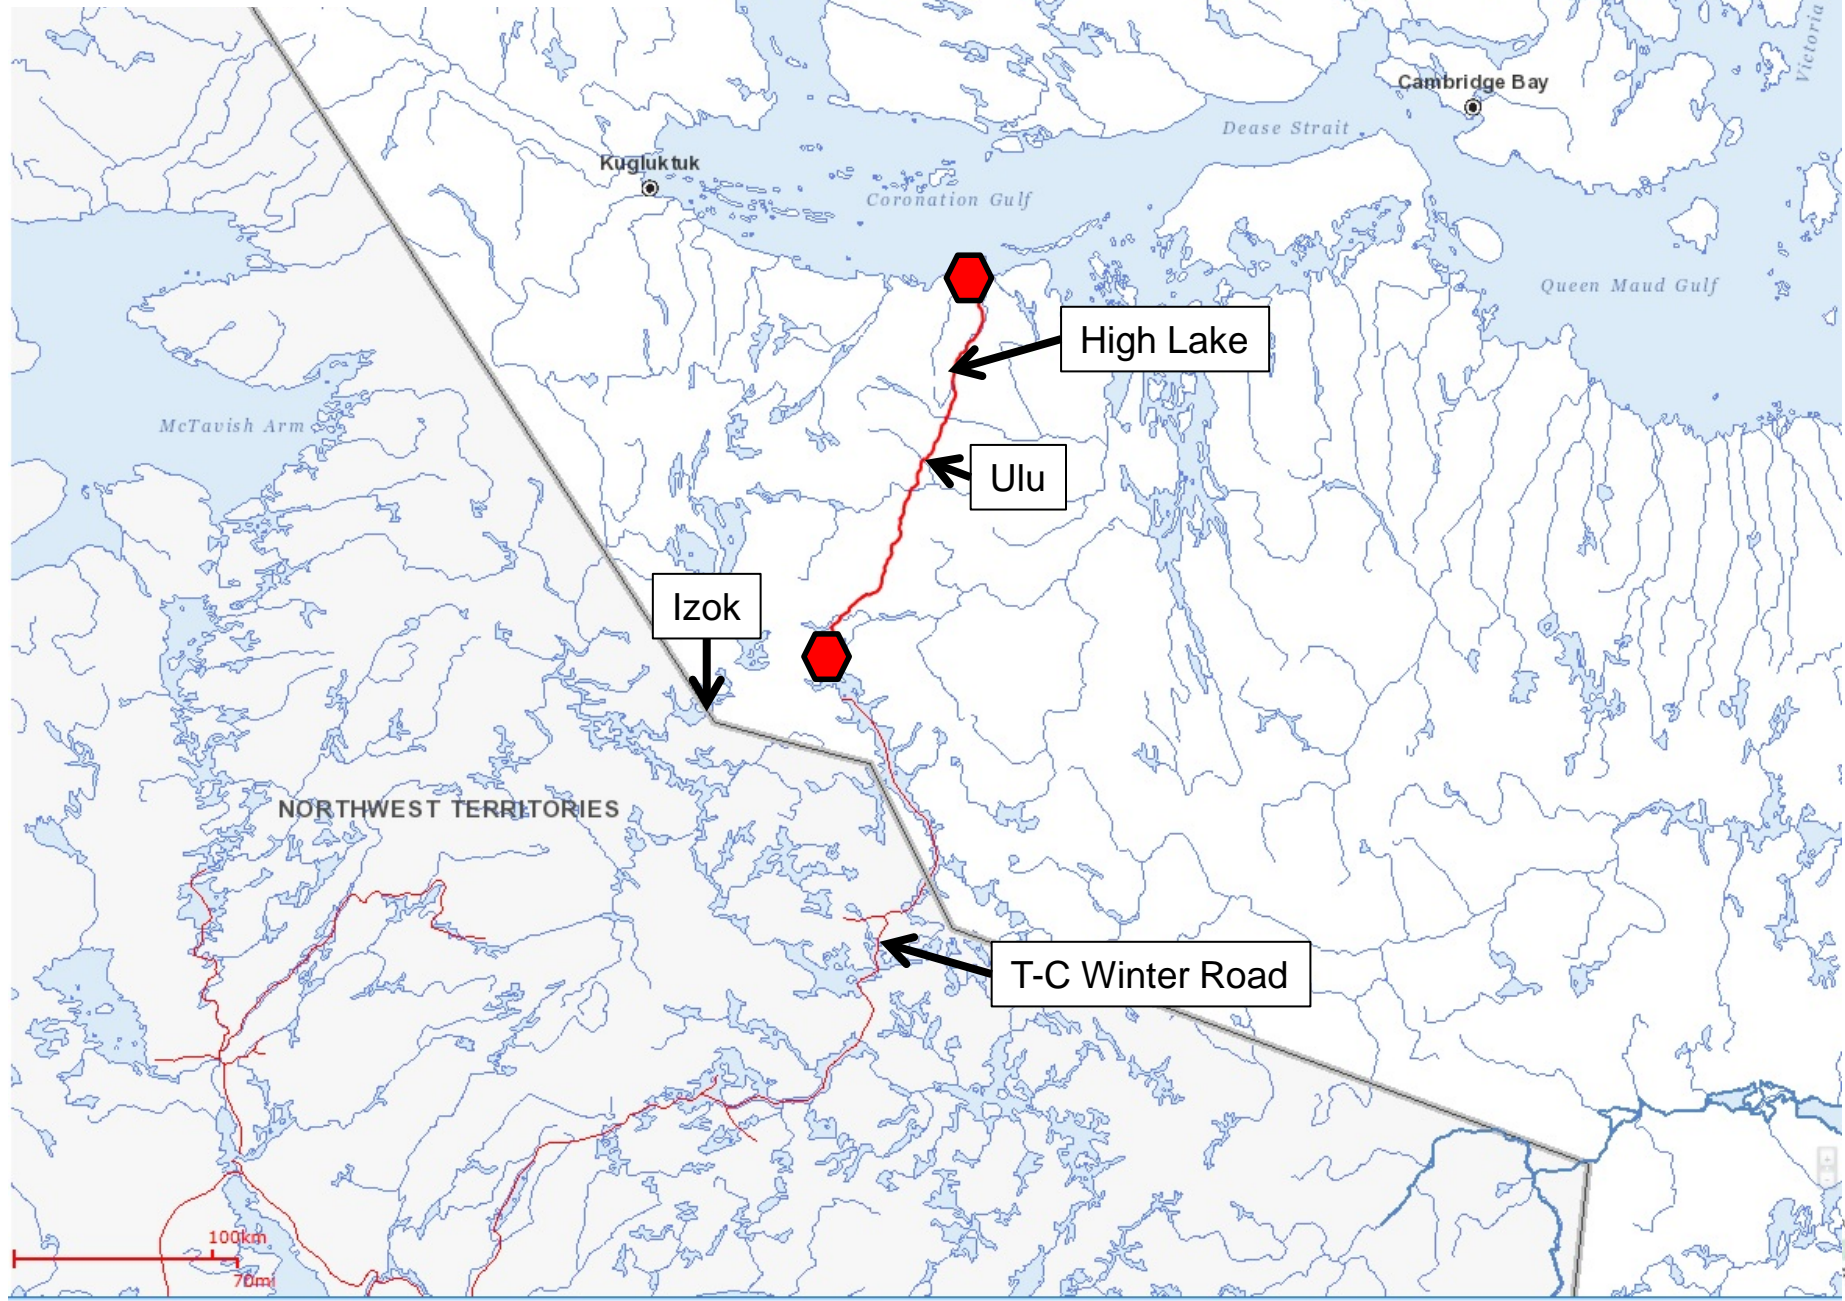 Victoria
Cambridge Bay
Dease Strait
Kugluktuk
Coronation Gulf
Queen Maud Gulf
High Lake
McTavish Arm
Ulu
Izok
NORTHWEST TERRITORIES
T-C Winter Road
100km
70mi